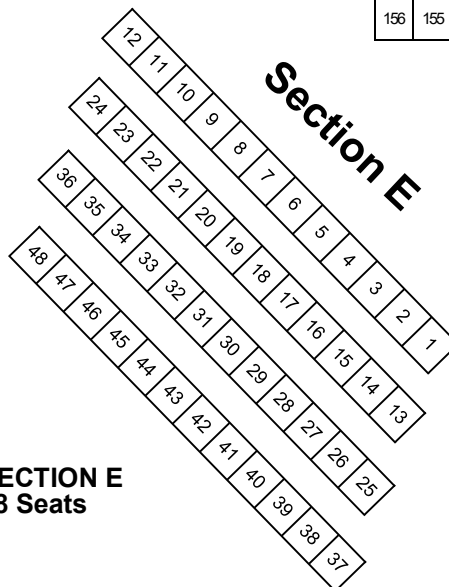 156 155
Section E
12 11 10 9 8 7 6 5 4 3 2 1
24 23 22 21 20 19 18 17 16 15 14 13
36 35 34 33 32 31 30 29 28 27 26 25
48 47 46 45 44 43 42 41 40 39 38 37
ECTION E
8 Seats